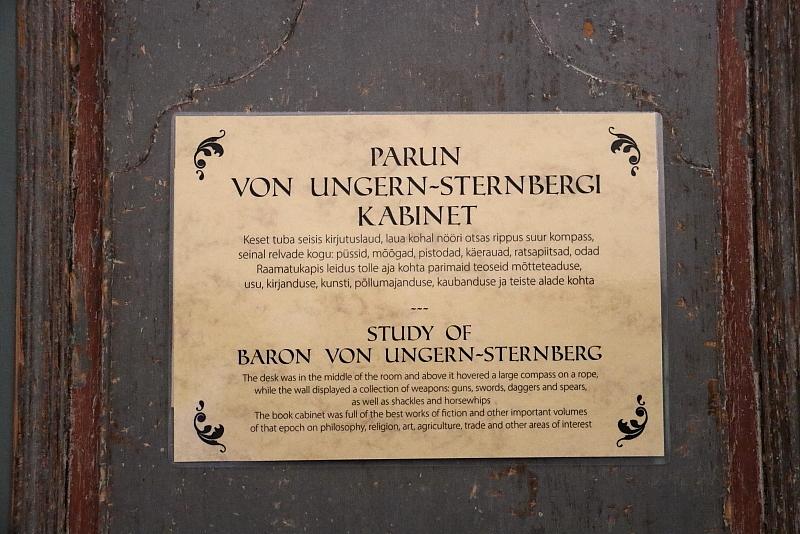 PARUN
VON UNGERN-STERNBERGI
KABINET
Keset tuba seisis kirjutuslaud, laua kohal nööri otsas rippus suur kompass,
seinal relvade kogu: püssid, mõõgad, pistodad, käerauad, ratsapiitsad, odad
Raamatukapis leidus tolle aja kohta parimaid teoseid mõtteteaduse,
usu, kirjanduse, kunsti, põllumajanduse, kaubanduse ja teiste alade kohta
---
STUDY OF
BARON VON UNGERN-STERNBERG
The desk was in the middle of the room and above it hovered a large compass on a rope,
while the wall displayed a collection of weapons: guns, swords, daggers and spears,
as well as shackles and horsewhips
The book cabinet was full of the best works of fiction and other important volumes
of that epoch on philosophy, religion, art, agriculture, trade and other areas of interest